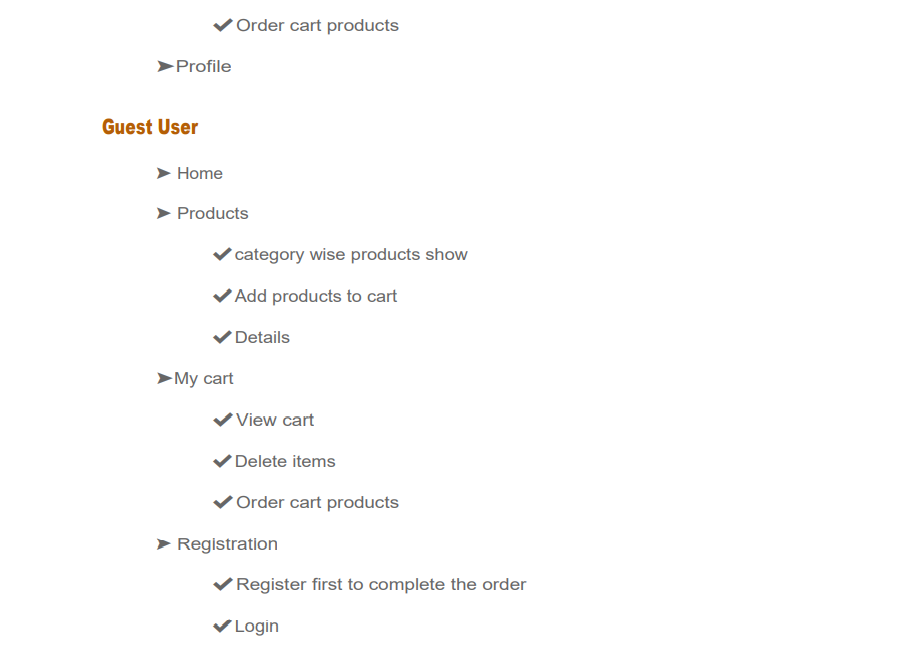 ✔Order cart products
➤Profile
Guest User
➤ Home
➤ Products
✔category wise products show
✔Add products to cart
✔Details
➤My cart
✔View cart
✔Delete items
✔Order cart products
➤ Registration
✔Register first to complete the order
✔Login